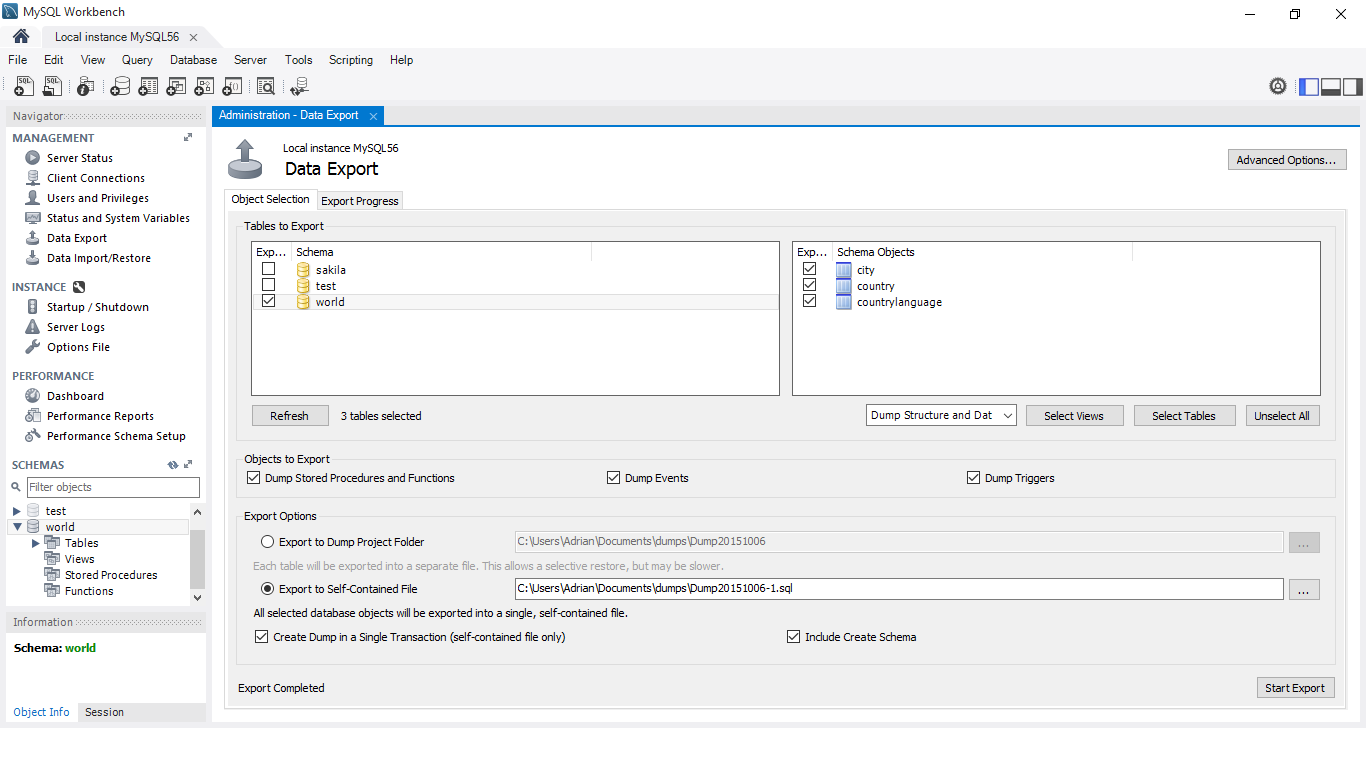 MySQL Workbench
Local instance MySQL56
File Edit View Query Database Server Tools Scripting Help
Navigator
MANAGEMENT
Server Status
Client Connections
Users and Privileges
Status and System Variables
Data Export
Data Import/Restore
INSTANCE
Startup / Shutdown
Server Logs
Options File
PERFORMANCE
Dashboard
Performance Reports
Performance Schema Setup
SCHEMAS
Filter objects
test
world
Tables
Views
Stored Procedures
Functions
Information
Schema: world
Object Info Session
Administration - Data Export
Local instance MySQL56
Data Export
Advanced Options...
Object Selection Export Progress
Tables to Export
Exp... Schema
sakila
test
world
Exp... Schema Objects
city
country
countrylanguage
Refresh 3 tables selected Dump Structure and Dat Select Views Select Tables Unselect All
Objects to Export
Dump Stored Procedures and Functions Dump Events Dump Triggers
Export Options
Export to Dump Project Folder C:\Users\Adrian\Documents\dumps\Dump20151006 ...
Each table will be exported into a separate file. This allows a selective restore, but may be slower.
Export to Self-Contained File C:\Users\Adrian\Documents\dumps\Dump20151006-1.sql ...
All selected database objects will be exported into a single, self-contained file.
Create Dump in a Single Transaction (self-contained file only) Include Create Schema
Export Completed Start Export